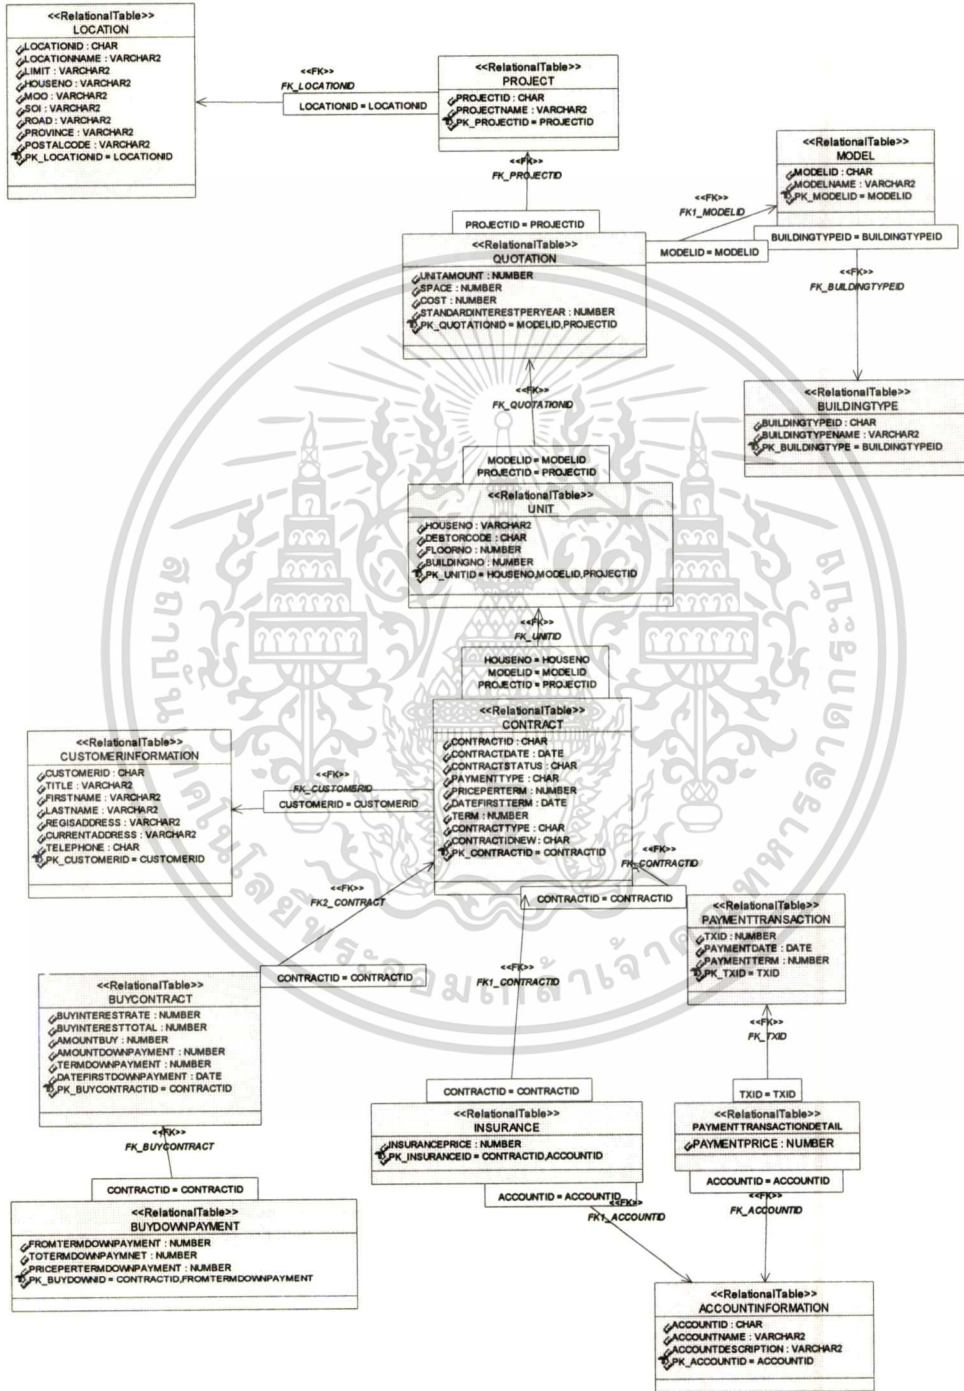 <<RelationalTable>>
LOCATION
LOCATIONID : CHAR
LOCATIONNAME : VARCHAR2
LIMIT : VARCHAR2
HOUSENO : VARCHAR2
MOO : VARCHAR2
SOI : VARCHAR2
ROAD : VARCHAR2
PROVINCE : VARCHAR2
POSTALCODE : VARCHAR2
PK_LOCATIONID = LOCATIONID
<<FK>>
FK_LOCATIONID
LOCATIONID = LOCATIONID
<<RelationalTable>>
PROJECT
PROJECTID : CHAR
PROJECTNAME : VARCHAR2
PK_PROJECTID = PROJECTID
<<FK>>
FK_PROJECTID
PROJECTID = PROJECTID
<<RelationalTable>>
MODEL
MODELID : CHAR
MODELNAME : VARCHAR2
PK_MODELID = MODELID
<<FK>>
FK1_MODELID
MODELID = MODELID
BUILDINGTYPEID = BUILDINGTYPEID
<<FK>>
FK_BUILDINGTYPEID
<<RelationalTable>>
QUOTATION
UNITAMOUNT : NUMBER
SPACE : NUMBER
COST : NUMBER
STANDARDINTERESTPERYEAR : NUMBER
PK_QUOTATIONID = MODELID,PROJECTID
<<RelationalTable>>
BUILDINGTYPE
BUILDINGTYPEID : CHAR
BUILDINGTYPENAME : VARCHAR2
PK_BUILDINGTYPE = BUILDINGTYPEID
<<FK>>
FK_QUOTATIONID
MODELID = MODELID
PROJECTID = PROJECTID
<<RelationalTable>>
UNIT
HOUSENO : VARCHAR2
DEBTORCODE : CHAR
FLOORNO : NUMBER
BUILDINGNO : NUMBER
PK_UNITID = HOUSENO,MODELID,PROJECTID
<<FK>>
FK_UNITID
HOUSENO = HOUSENO
MODELID = MODELID
PROJECTID = PROJECTID
<<RelationalTable>>
CONTRACT
CONTRACTID : CHAR
CONTRACTDATE : DATE
CONTRACTSTATUS : CHAR
PAYMENTTYPE : CHAR
PRICEPERTERM : NUMBER
DATEFIRSTTERM : DATE
TERM : NUMBER
CONTRACTTYPE : CHAR
CONTRACTIDNEW : CHAR
PK_CONTRACTID = CONTRACTID
<<RelationalTable>>
CUSTOMERINFORMATION
CUSTOMERID : CHAR
TITLE : VARCHAR2
FIRSTNAME : VARCHAR2
LASTNAME : VARCHAR2
REGISADDRESS : VARCHAR2
CURRENTADDRESS : VARCHAR2
TELEPHONE : CHAR
PK_CUSTOMERID = CUSTOMERID
<<FK>>
FK_CUSTOMERID
CUSTOMERID = CUSTOMERID
<<FK>>
FK_CONTRACTID
CONTRACTID = CONTRACTID
<<FK>>
FK2_CONTRACT
CONTRACTID = CONTRACTID
<<FK>>
FK1_CONTRACTID
<<RelationalTable>>
PAYMENTTRANSACTION
TXID : NUMBER
PAYMENTDATE : DATE
PAYMENTTERM : NUMBER
PK_TXID = TXID
<<FK>>
FK_TXID
TXID = TXID
<<RelationalTable>>
BUYCONTRACT
BUYINTERESTRATE : NUMBER
BUYINTERESTTOTAL : NUMBER
AMOUNTBUY : NUMBER
AMOUNTDOWNPAYMENT : NUMBER
TERMDOWNPAYMENT : NUMBER
DATEFIRSTDOWNPAYMENT : DATE
PK_BUYCONTRACTID = CONTRACTID
<<FK>>
FK_BUYCONTRACT
CONTRACTID = CONTRACTID
CONTRACTID = CONTRACTID
<<RelationalTable>>
INSURANCE
INSURANCEPRICE : NUMBER
PK_INSURANCEID = CONTRACTID,ACCOUNTID
ACCOUNTID = ACCOUNTID
<<FK>>
FK1_ACCOUNTID
<<RelationalTable>>
PAYMENTTRANSACTIONDETAIL
PAYMENTPRICE : NUMBER
ACCOUNTID = ACCOUNTID
<<FK>>
FK_ACCOUNTID
<<RelationalTable>>
BUYDOWNPAYMENT
FROMTERMDOWNPAYMENT : NUMBER
TOTERMDOWNPAYMNET : NUMBER
PRICEPERTERMDOWNPAYMENT : NUMBER
PK_BUYDOWNID = CONTRACTID,FROMTERMDOWNPAYMENT
<<RelationalTable>>
ACCOUNTINFORMATION
ACCOUNTID : CHAR
ACCOUNTNAME : VARCHAR2
ACCOUNTDESCRIPTION : VARCHAR2
PK_ACCOUNTID = ACCOUNTID